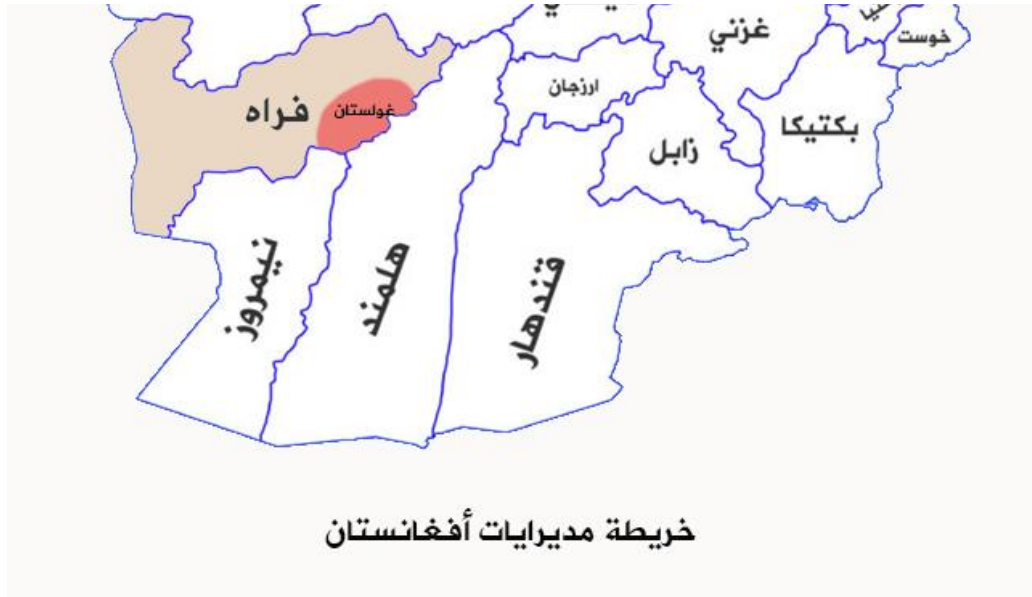 غزني
خوست
ارزجان
غولستان
فراه
بكتيكا
زابل
نيمروز
هلمند
قندهار
خريطة مديرايات أفغانستان